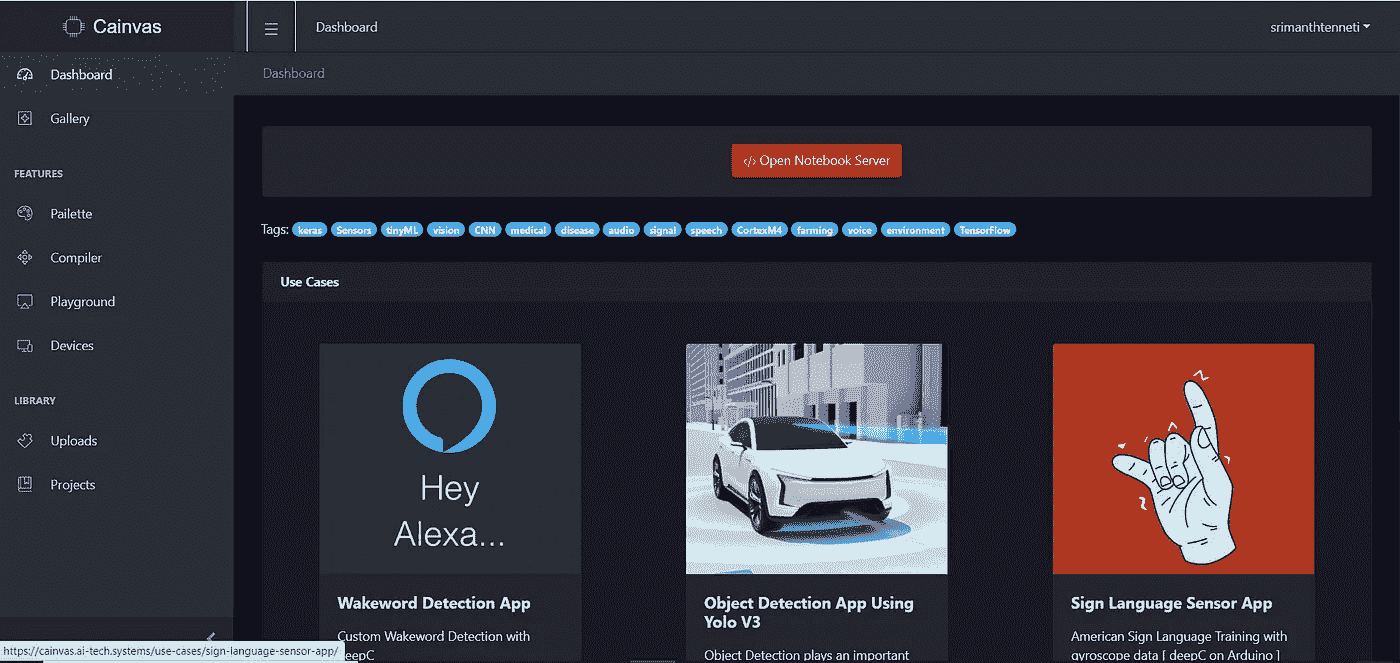 Cainvas
Dashboard
srimanthtenneti
Dashboard
Gallery
FEATURES
Pailette
Compiler
Playground
Devices
LIBRARY
Uploads
Projects
Dashboard
</> Open Notebook Server
Tags: keras Sensors tinyML vision CNN medical disease audio signal speech CortexM4 farming voice environment TensorFlow
Use Cases
Hey
Alexa...
Wakeword Detection App
Custom Wakeword Detection with
deepC
Object Detection App Using
Yolo V3
Object Detection plays an important
Sign Language Sensor App
American Sign Language Training with
gyroscope data [ deepC on Arduino ]
https://cainvas.ai-tech.systems/use-cases/sign-language-sensor-app/